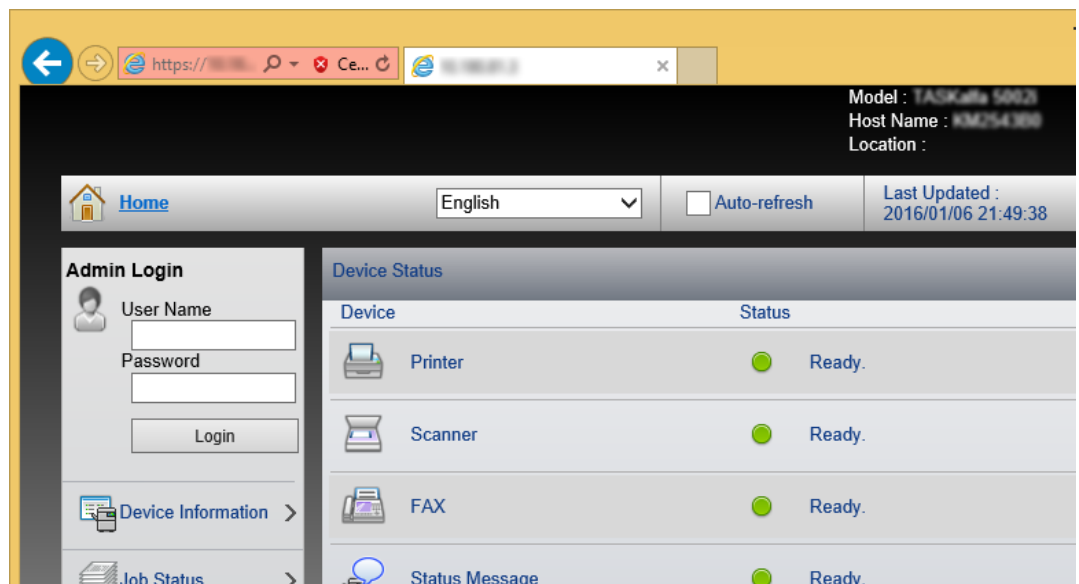 https://
Ce...
Model :
Host Name :
Location :
Home
English
Auto-refresh
Last Updated :
2016/01/06 21:49:38
Admin Login
User Name
Password
Login
Device Information
Job Status
Device Status
Device Status
Printer Ready.
Scanner Ready.
FAX Ready.
Status Message Ready.